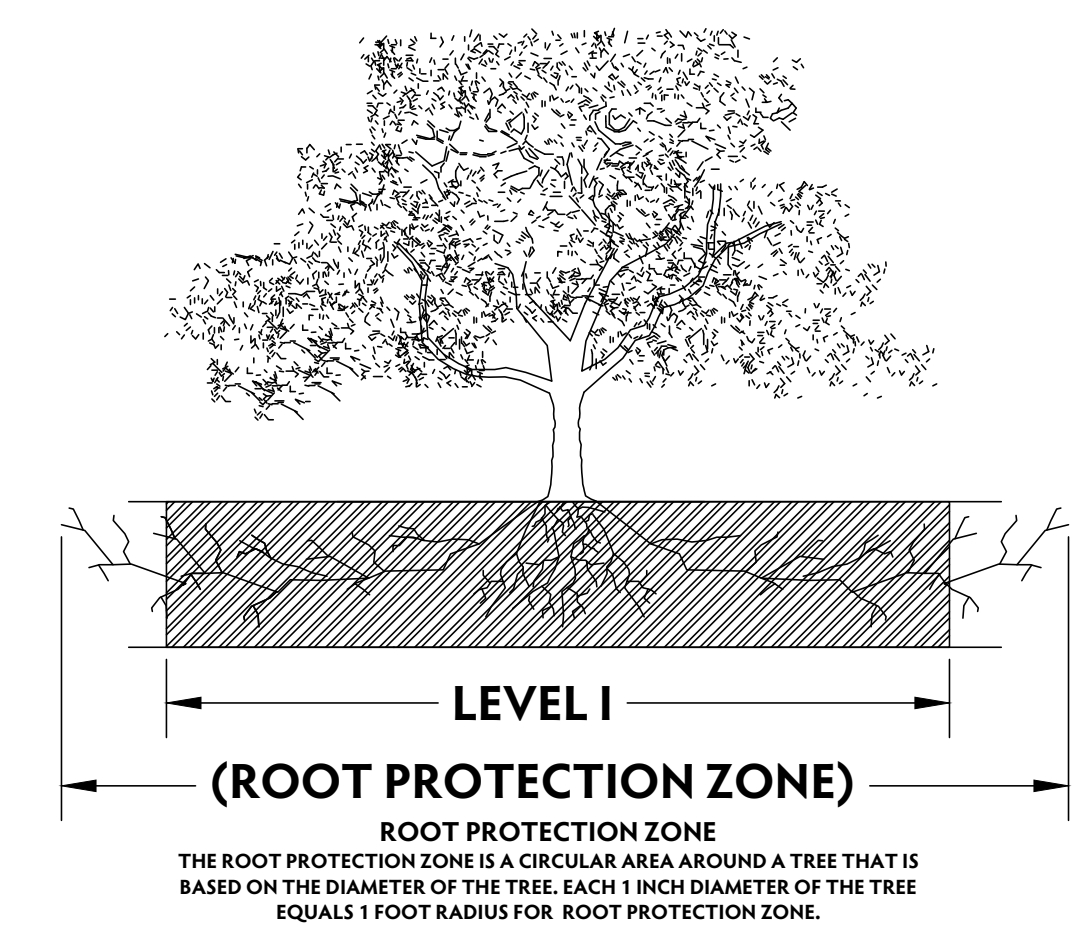 LEVEL 1
(ROOT PROTECTION ZONE)
ROOT PROTECTION ZONE
THE ROOT PROTECTION ZONE IS A CIRCULAR AREA AROUND A TREE THAT IS
BASED ON THE DIAMETER OF THE TREE. EACH 1 INCH DIAMETER OF THE TREE
EQUALS 1 FOOT RADIUS FOR ROOT PROTECTION ZONE.